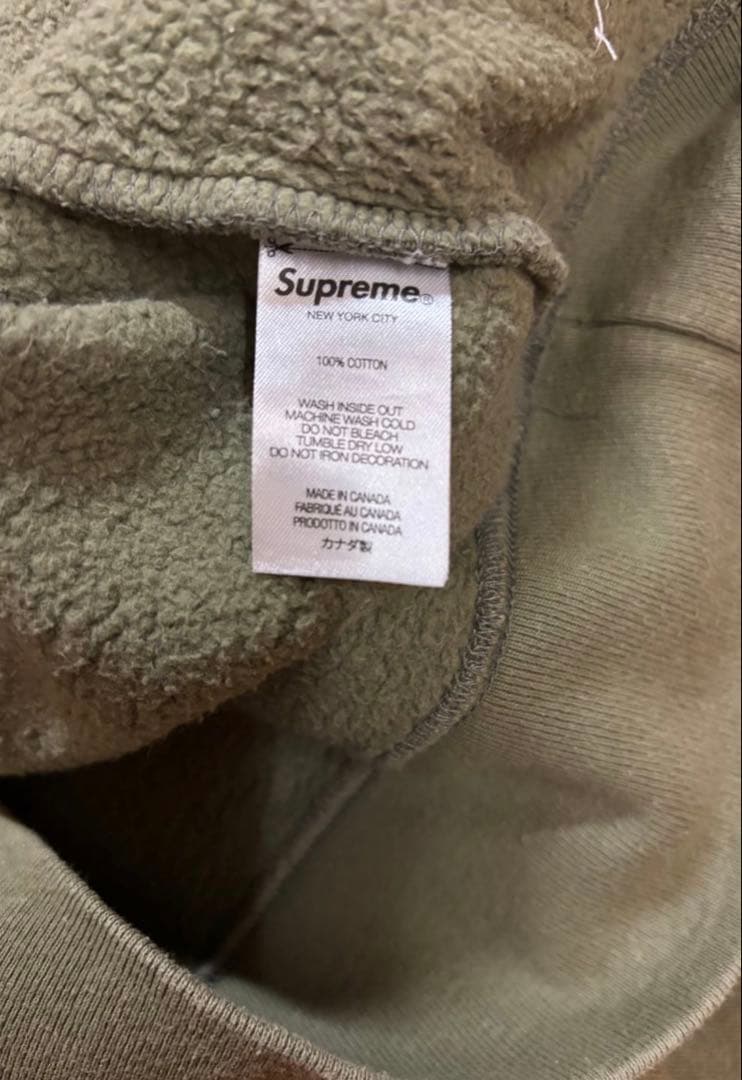 Supreme®
NEW YORK CITY
100% COTTON
WASH INSIDE OUT
MACHINE WASH COLD
DO NOT BLEACH
TUMBLE DRY LOW
DO NOT IRON DECORATION
MADE IN CANADA
FABRIQUÉ AU CANADA
PRODOTTO IN CANADA
カナダ製